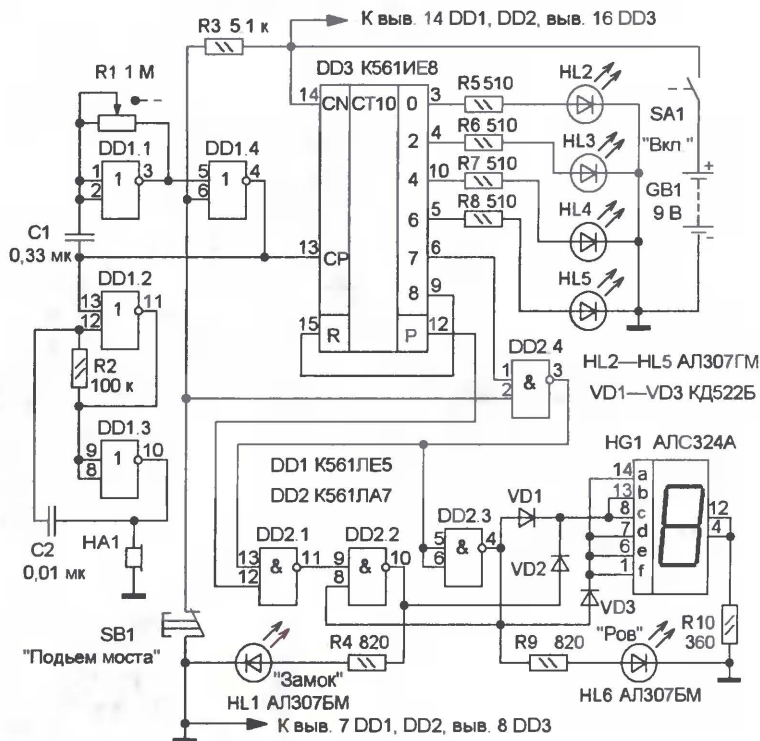 К выв. 14 DD1, DD2, выв. 16 DD3
R3 5,1 к
DD3 К561ИЕ8
R1 1 М
14 CN CT10 0 3
R5 510
HL2
SA1
"Вкл."
DD1.1
DD1.4
2 4
R6 510
HL3
1 1 3
2
5 1 4
6
4 10
R7 510
GB1
9 В
+
-
R8 510
HL4
6 5
C1
0,33 мк
13 CP
7 6
HL5
8 9
DD1.2
13 1 11
12
15 R
P 12
R2
100 к
DD2.4
1 & 3
2
HL2—HL5 АЛ307ГМ
VD1—VD3 КД522Б
DD1.3
9 1 10
8
DD1 К561ЛЕ5
DD2 К561ЛА7
HG1 АЛС324А
14 a
13 b
8 c
7 d
6 e
1 f
12
4
VD1
DD2.3
5 & 4
6
C2
0,01 мк
HA1
DD2.1
13 & 11
12
DD2.2
9 & 10
8
VD2
VD3
R10
360
SB1
"Подьем моста"
R4 820
"Замок"
HL1 АЛ307БМ
R9 820
"Ров"
HL6 АЛ307БМ
К выв. 7 DD1, DD2, выв. 8 DD3